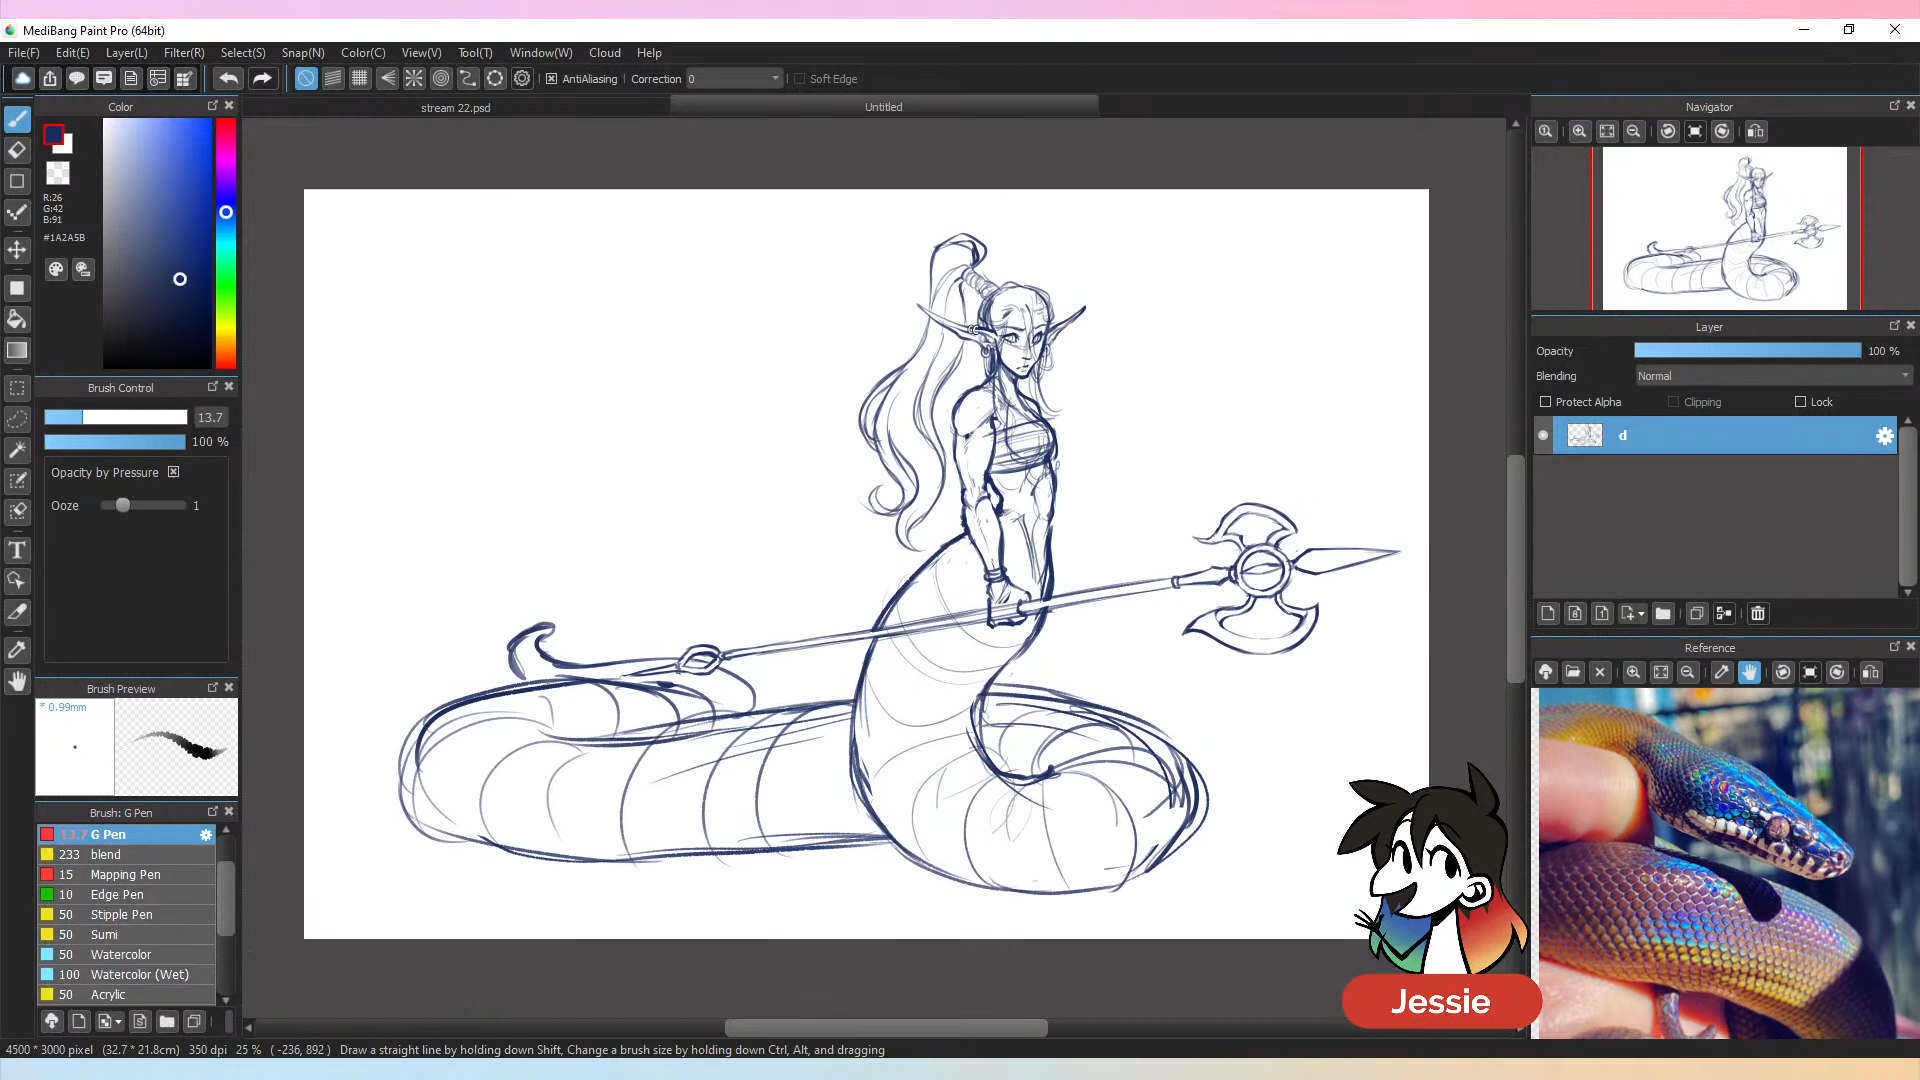 MediBang Paint Pro (64bit)
File(F) Edit(E) Layer(L) Filter(R) Select(S) Snap(N) Color(C) View(V) Tool(T) Window(W) Cloud Help
AntiAliasing Correction 0 Soft Edge
Color
stream 22.psd
Untitled
Navigator
R:26
G:42
B:91
#1A2A5B
Brush Control
13.7
100 %
Opacity by Pressure
Ooze 1
Brush Preview
* 0.99mm
Brush: G Pen
13.7 G Pen
233 blend
15 Mapping Pen
10 Edge Pen
50 Stipple Pen
50 Sumi
50 Watercolor
100 Watercolor (Wet)
50 Acrylic
Layer
Opacity 100 %
Blending Normal
Protect Alpha Clipping Lock
d
Reference
Jessie
4500 * 3000 pixel (32.7 * 21.8cm) 350 dpi 25 % ( -236, 892 ) Draw a straight line by holding down Shift, Change a brush size by holding down Ctrl, Alt, and dragging